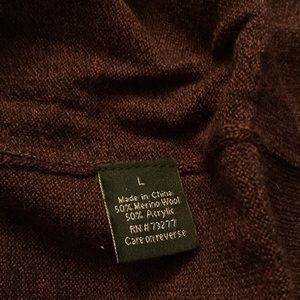 L
Made in China
50% Merino Wool
50% Acrylic
RN # 73277
Care on reverse